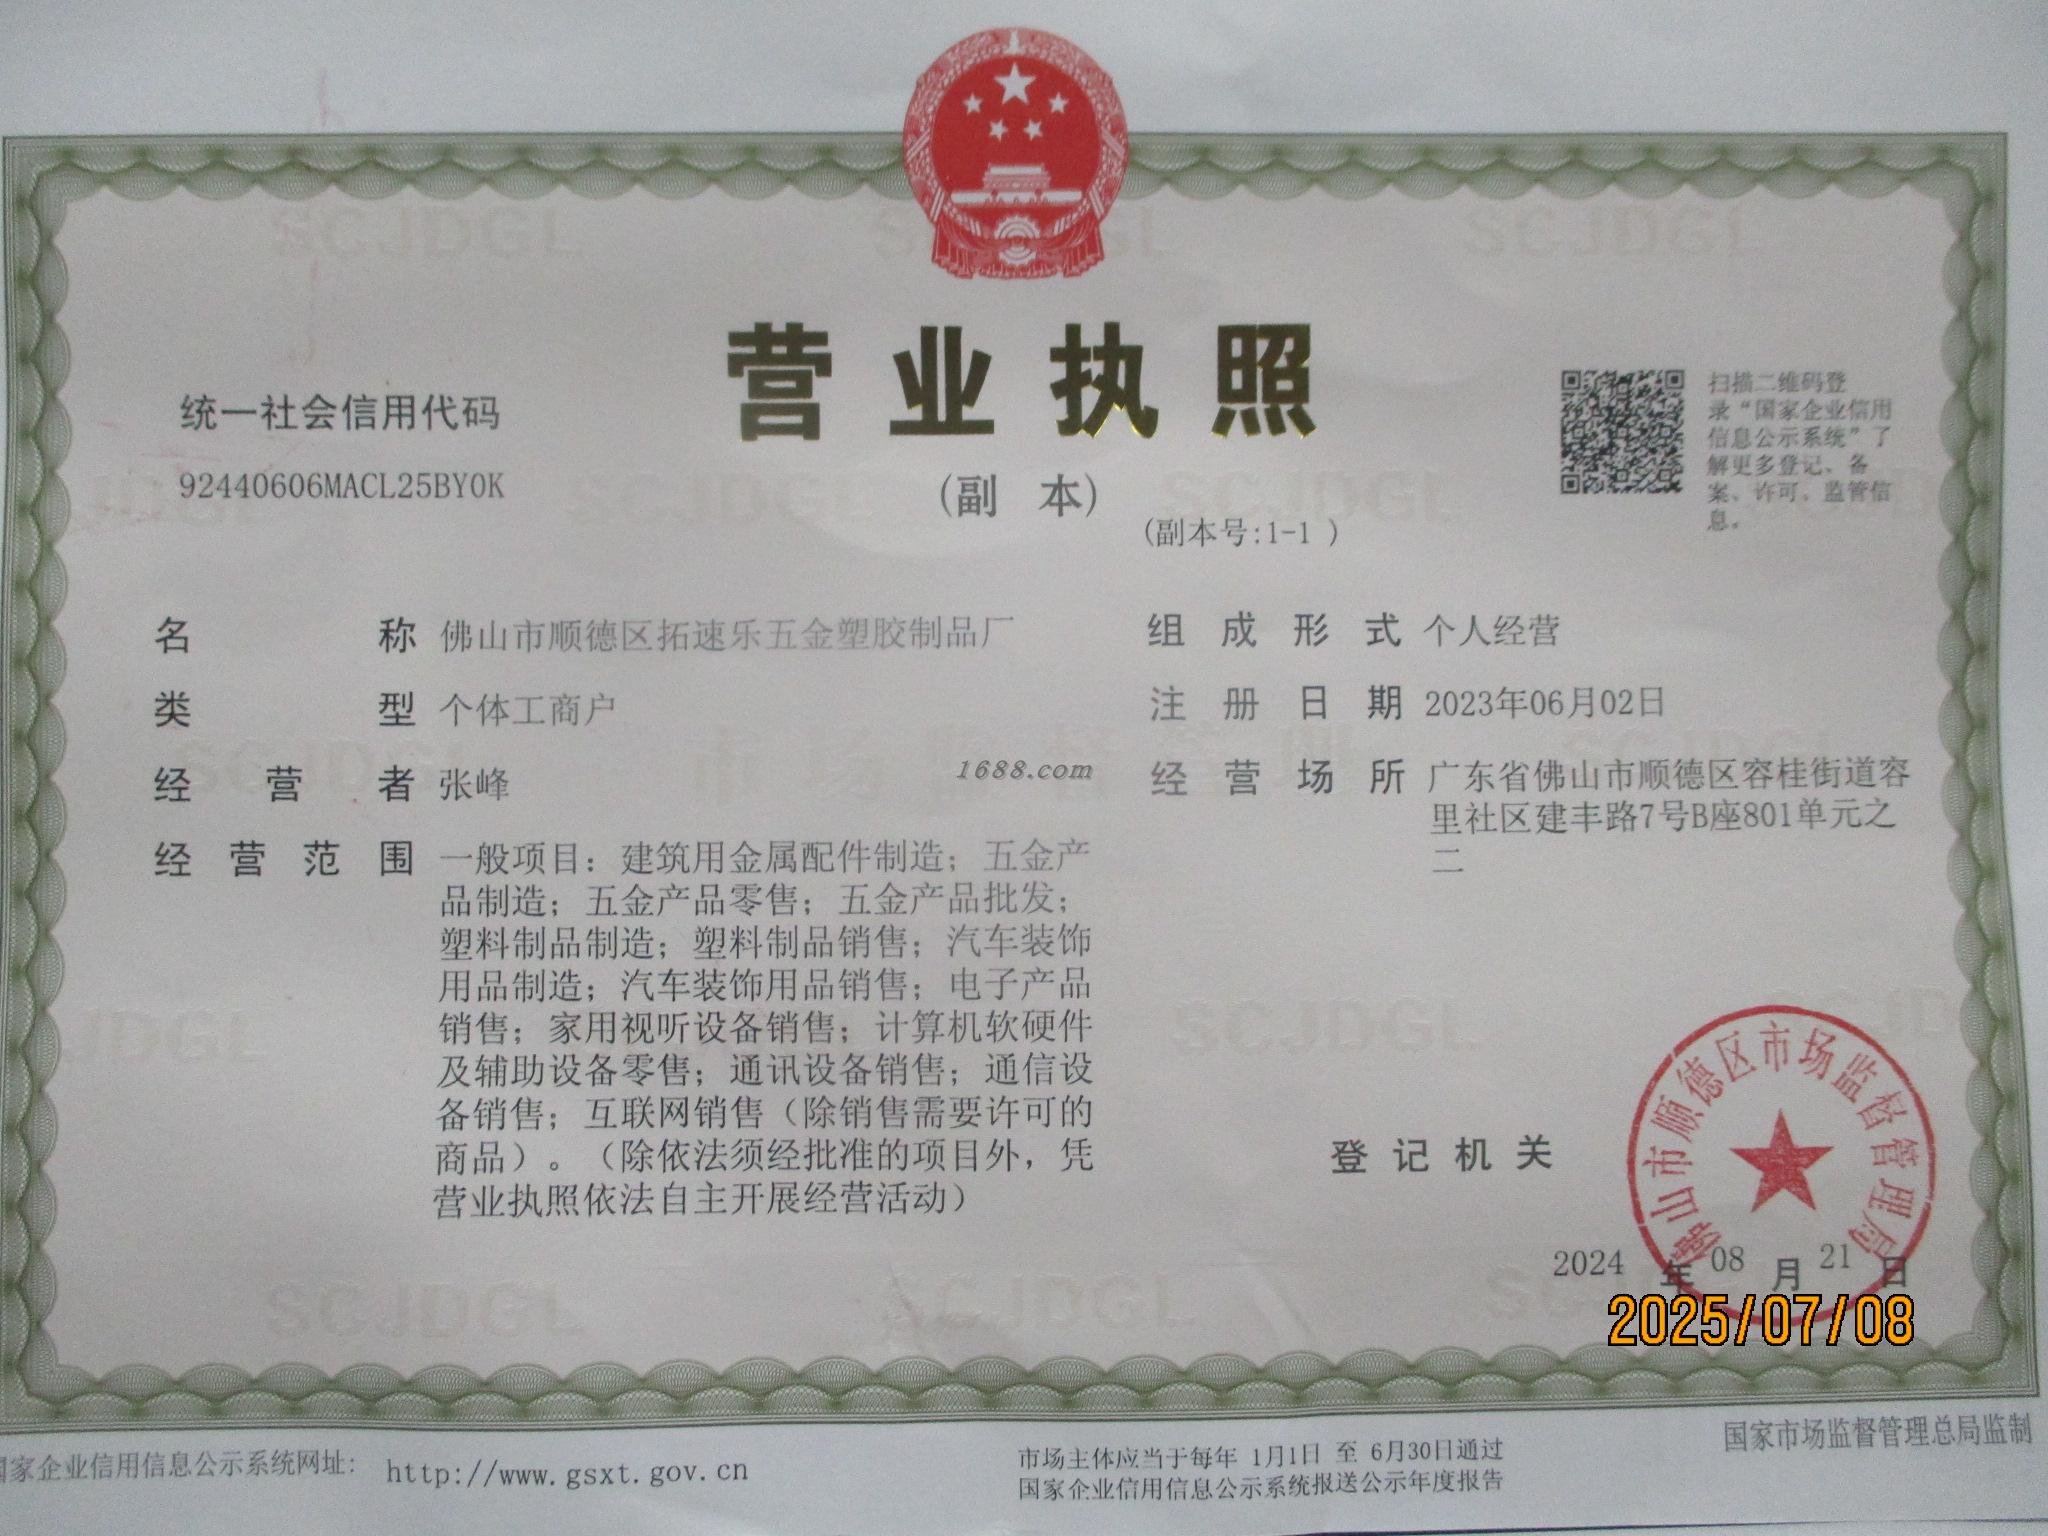 营业执照
(副 本)
(副本号:1-1 )
统一社会信用代码
92440606MACL25BY0K
扫描二维码登
录“国家企业信用
信息公示系统”了
解更多登记、备
案、许可、监管信
息。
名 称 佛山市顺德区拓速乐五金塑胶制品厂
类 型 个体工商户
经 营 者 张峰
经 营 范 围 一般项目：建筑用金属配件制造；五金产
品制造；五金产品零售；五金产品批发；
塑料制品制造；塑料制品销售；汽车装饰
用品制造；汽车装饰用品销售；电子产品
销售；家用视听设备销售；计算机软硬件
及辅助设备零售；通讯设备销售；通信设
备销售；互联网销售（除销售需要许可的
商品）。（除依法须经批准的项目外，凭
营业执照依法自主开展经营活动）
组 成 形 式 个人经营
注 册 日 期 2023年06月02日
经 营 场 所 广东省佛山市顺德区容桂街道容
里社区建丰路7号B座801单元之
二
1688.com
登 记 机 关
佛山市顺德区市场监督管理局
2024 年 08 月 21 日
2025/07/08
国家企业信用信息公示系统网址: http://www.gsxt.gov.cn
市场主体应当于每年 1月1日 至 6月30日通过
国家企业信用信息公示系统报送公示年度报告
国家市场监督管理总局监制
SCJDGL